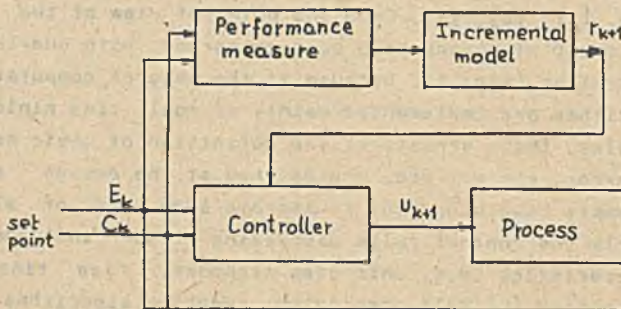 Performance
measure
Incremental
model
r_{k+1}
E_k
set
point
C_k
Controller
U_{k+1}
Process